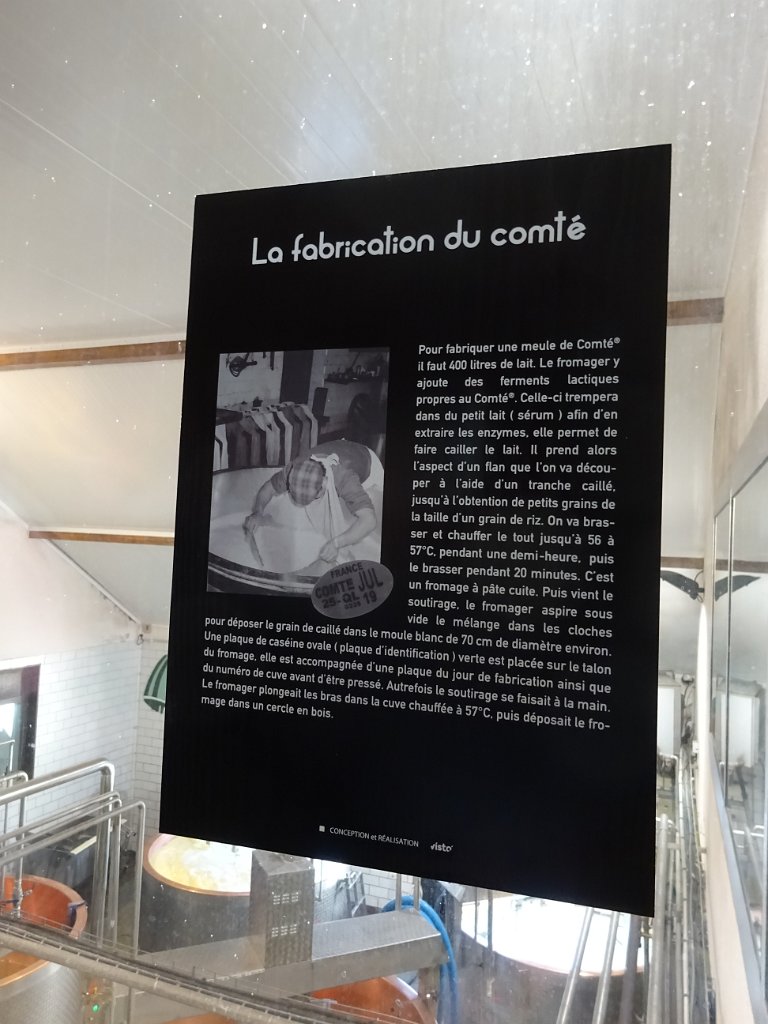 La fabrication du comté
Pour fabriquer une meule de Comté®
il faut 400 litres de lait. Le fromager y
ajoute des ferments lactiques
propres au Comté®. Celle-ci trempera
dans du petit lait ( sérum ) afin d'en
extraire les enzymes, elle permet de
faire cailler le lait. Il prend alors
l'aspect d'un flan que l'on va décou-
per à l'aide d'un tranche caillé,
jusqu'à l'obtention de petits grains de
la taille d'un grain de riz. On va bras-
ser et chauffer le tout jusqu'à 56 à
57°C, pendant une demi-heure, puis
le brasser pendant 20 minutes. C'est
un fromage à pâte cuite. Puis vient le
soutirage, le fromager aspire sous
vide le mélange dans les cloches
pour déposer le grain de caillé dans le moule blanc de 70 cm de diamètre environ.
Une plaque de caséine ovale ( plaque d'identification ) verte est placée sur le talon
du fromage, elle est accompagnée d'une plaque du jour de fabrication ainsi que
du numéro de cuve avant d'être pressé. Autrefois le soutirage se faisait à la main.
Le fromager plongeait les bras dans la cuve chauffée à 57°C, puis déposait le fro-
mage dans un cercle en bois.
FRANCE
COMTE JUL
25-QL 19
CONCEPTION et RÉALISATION visto